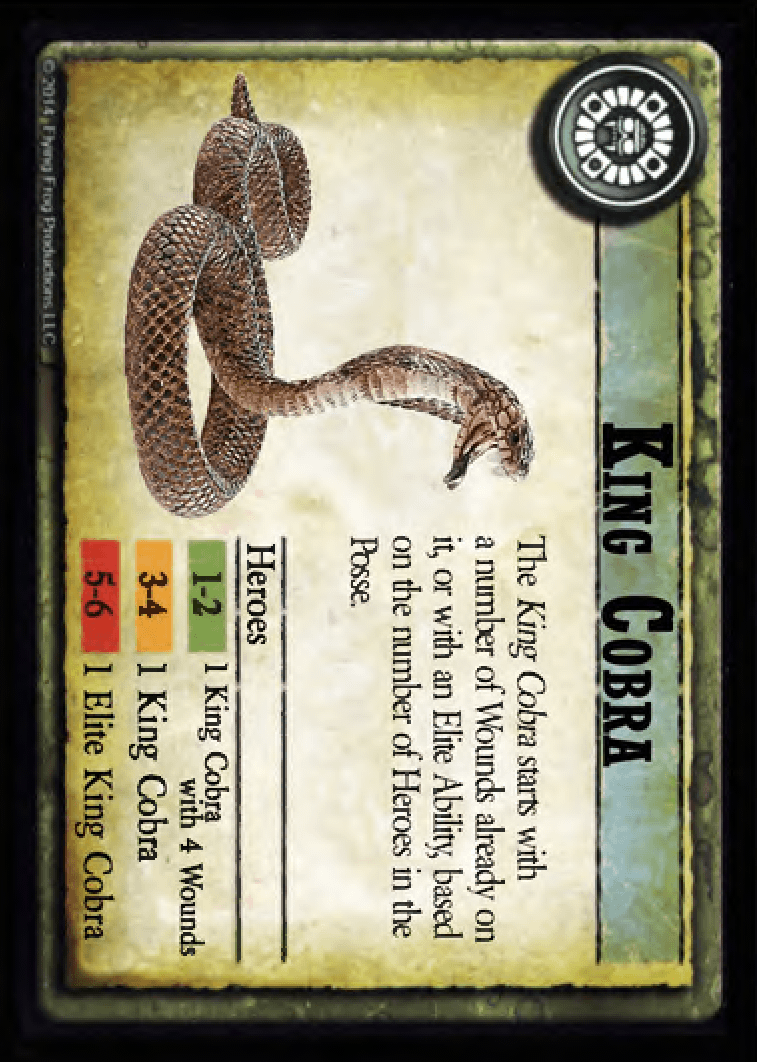 KING COBRA
The King Cobra starts with
a number of Wounds already on
it, or with an Elite Ability, based
on the number of Heroes in the
Posse.
Heroes
1-2 1 King Cobra
with 4 Wounds
3-4 1 King Cobra
5-6 1 Elite King Cobra
© 2014, Flying Frog Productions LLC